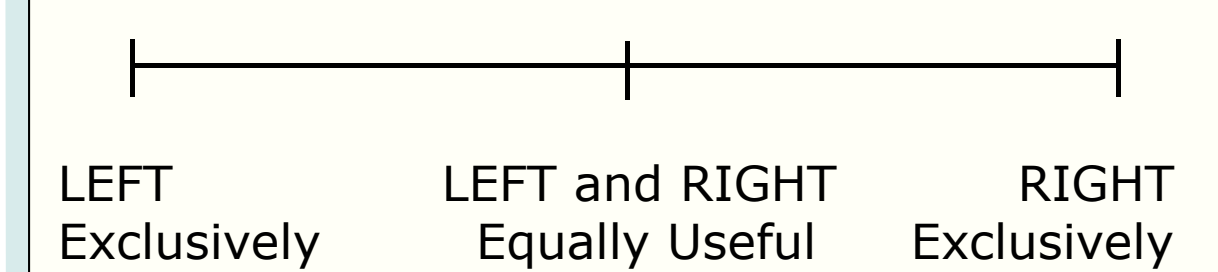 LEFT LEFT and RIGHT RIGHT
Exclusively Equally Useful Exclusively